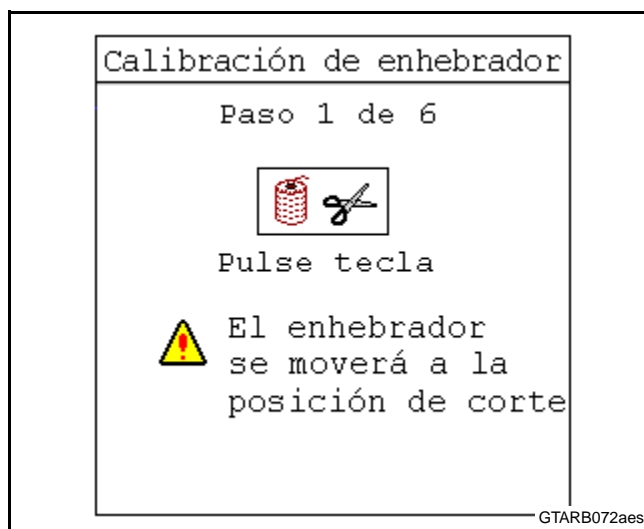 Calibración de enhebrador
Paso 1 de 6
Pulse tecla
El enhebrador
se moverá a la
posición de corte
GTARB072aes